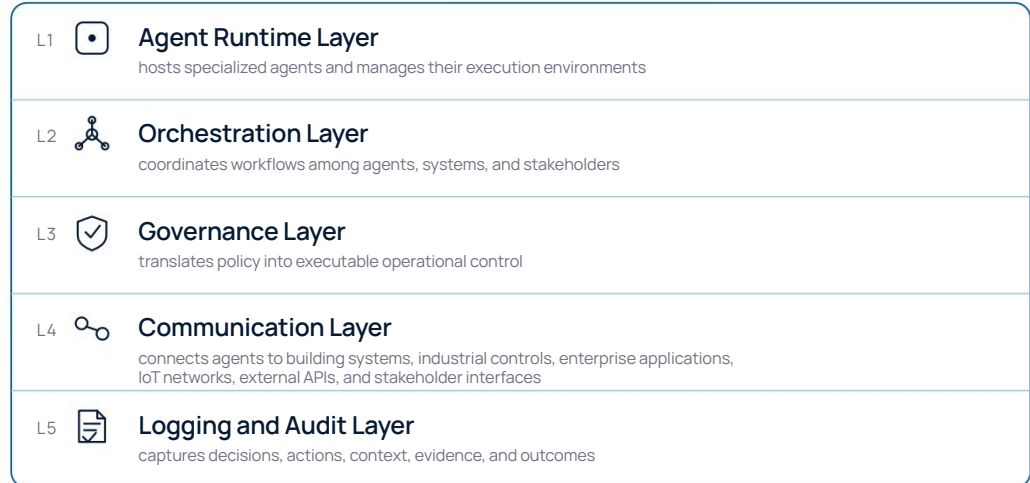 L1
Agent Runtime Layer
hosts specialized agents and manages their execution environments
L2
Orchestration Layer
coordinates workflows among agents, systems, and stakeholders
L3
Governance Layer
translates policy into executable operational control
L4
Communication Layer
connects agents to building systems, industrial controls, enterprise applications,
IoT networks, external APIs, and stakeholder interfaces
L5
Logging and Audit Layer
captures decisions, actions, context, evidence, and outcomes